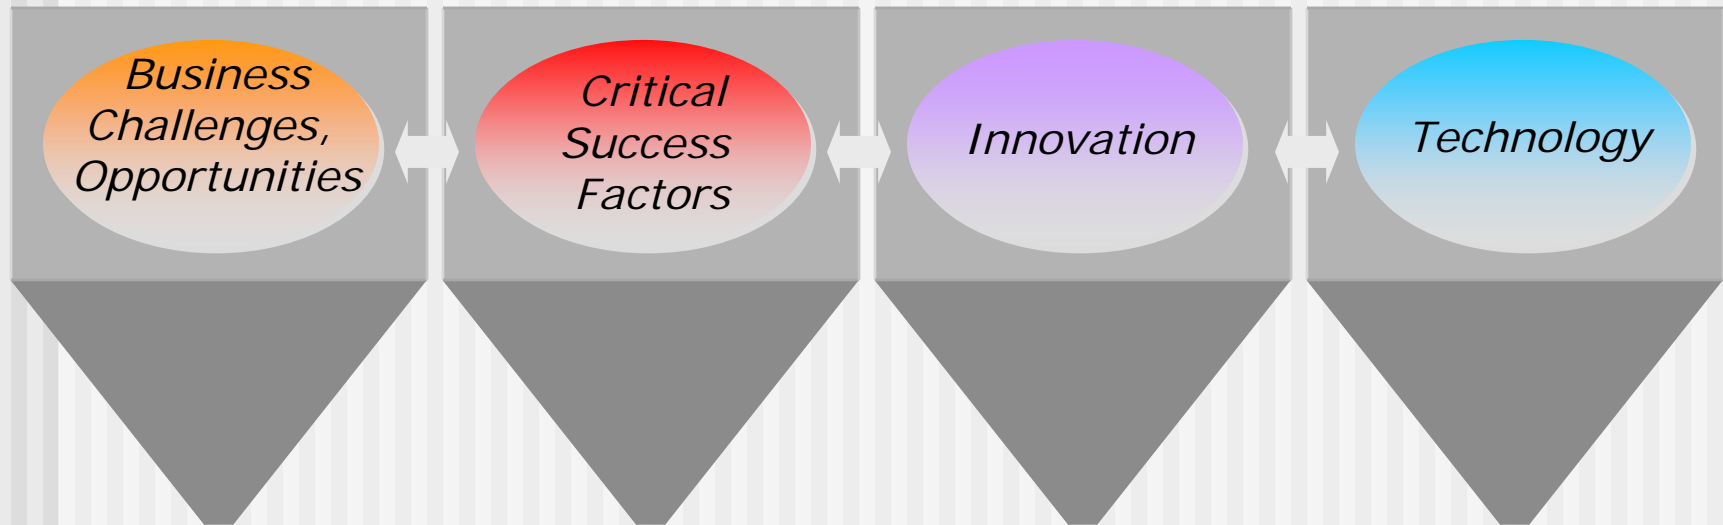 Business
Challenges,
Opportunities
Critical
Success
Factors
Innovation
Technology